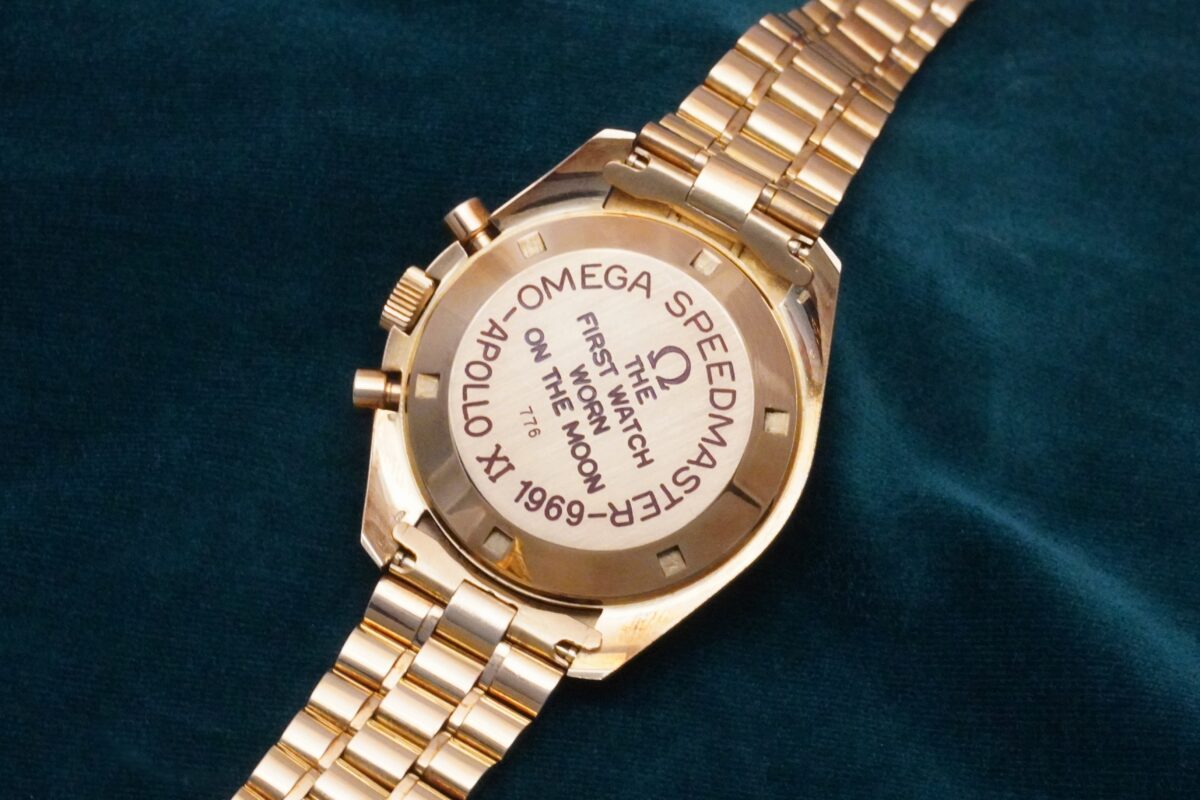 OMEGA SPEEDMASTER
-APOLLO XI 1969-
Ω
THE
FIRST WATCH
WORN
ON THE MOON
776